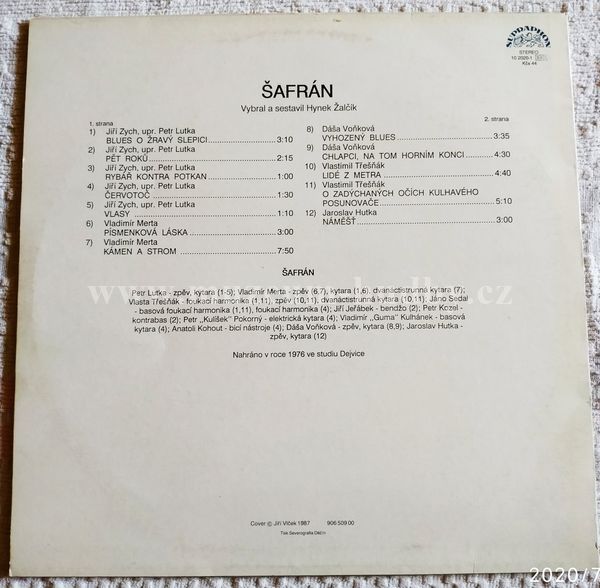 SUPRAPHON
STEREO
Kčs 44
ŠAFRÁN
Vybral a sestavil Hynek Žalčík
1. strana
1) Jiří Zych, upr. Petr Lutka
BLUES O ŽRAVÝ SLEPICI 3:10
2) Jiří Zych, upr. Petr Lutka
PĚT ROKŮ 2:15
3) Jiří Zych, upr. Petr Lutka
RYBÁŘ KONTRA POTKAN 1:00
4) Jiří Zych, upr. Petr Lutka
ČERVOTOČ 1:30
5) Jiří Zych, upr. Petr Lutka
VLASY 1:10
6) Vladimír Merta
PÍSMENKOVÁ LÁSKA 3:00
7) Vladimír Merta
KÁMEN A STROM 7:50
2. strana
8) Dáša Voňková
VYHOZENÝ BLUES 3:35
9) Dáša Voňková
CHLAPCI, NA TOM HORNÍM KONCI 4:30
10) Vlastimil Třešňák
LIDÉ Z METRA 4:40
11) Vlastimil Třešňák
O ZADÝCHANÝCH OČÍCH KULHAVÉHO
POSUNOVAČE 5:10
12) Jaroslav Hutka
NÁMĚŠŤ 3:00
ŠAFRÁN
Petr Lutka - zpěv, kytara (1-5); Vladimír Merta - zpěv (6,7), kytara (1,6), dvanáctistrunná kytara (7);
Vlasta Třešňák - foukací harmonika (1,11), zpěv (10,11), dvanáctistrunná kytara (10,11); Jáno Sedal
- basová foukací harmonika (1,11), foukací harmonika (4); Jiří Jeřábek - bendžo (2); Petr Kozel -
kontrabas (2); Petr „Kulíšek" Pokorný - elektrická kytara (4); Vladimír „Guma" Kulhánek - basová
kytara (4); Anatoli Kohout - bicí nástroje (4); Dáša Voňková - zpěv, kytara (8,9); Jaroslav Hutka -
zpěv, kytara (12)
Nahráno v roce 1976 ve studiu Dejvice
Cover © Jiří Vlček 1987 906 509 00
Tisk Severografia Děčín
2020/7